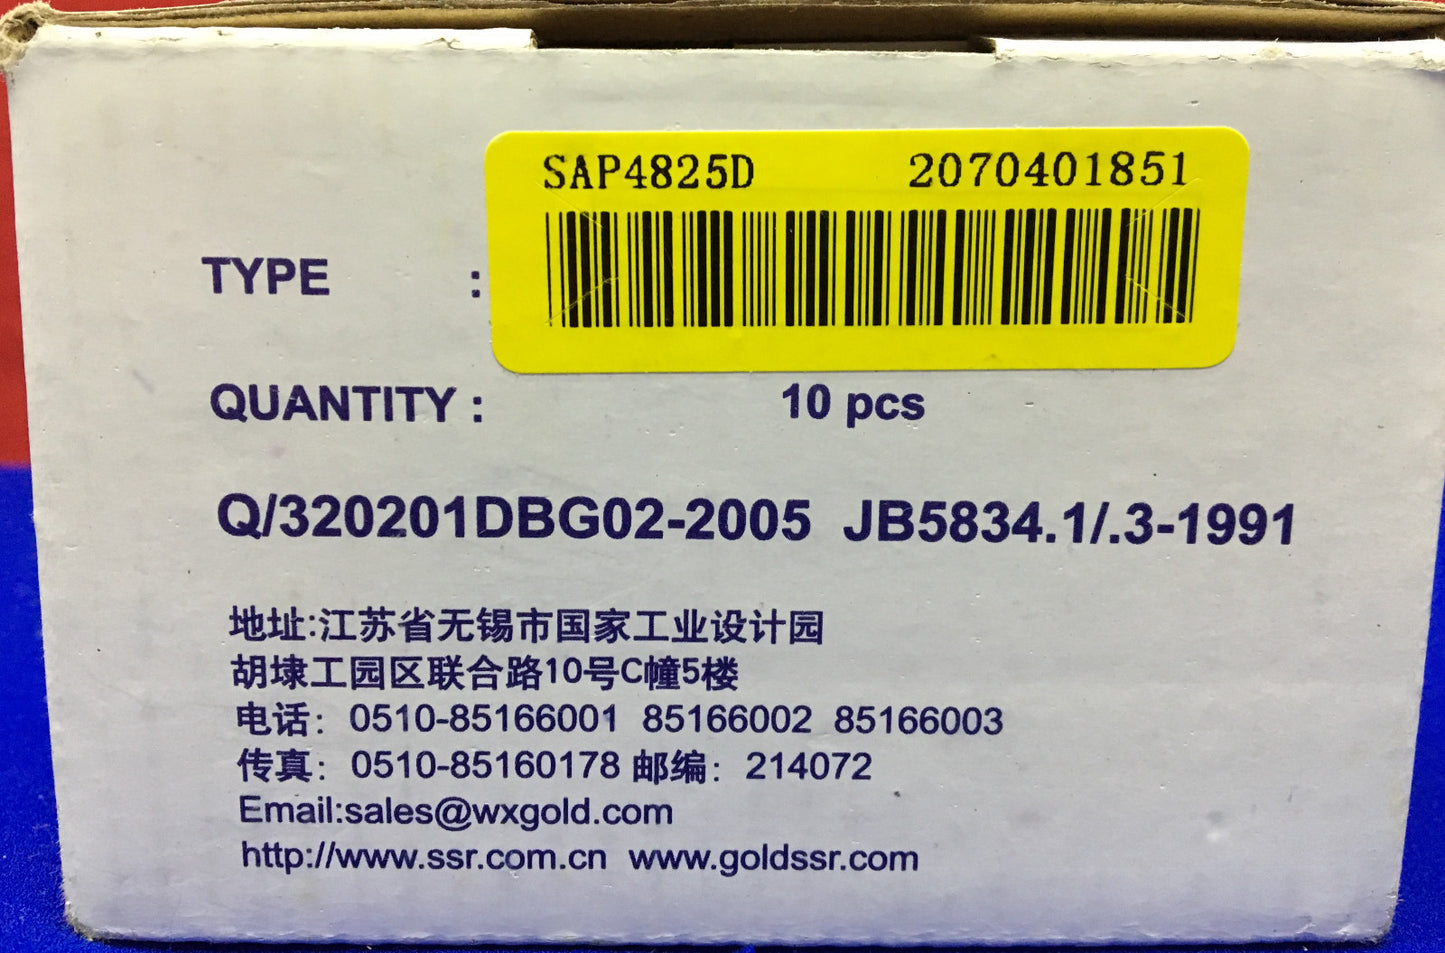 SAP4825D 2070401851
TYPE :
QUANTITY : 10 pcs
Q/320201DBG02-2005 JB5834.1/.3-1991
地址:江苏省无锡市国家工业设计园
胡埭工园区联合路10号C幢5楼
电话: 0510-85166001 85166002 85166003
传真: 0510-85160178 邮编: 214072
Email:sales@wxgold.com
http://www.ssr.com.cn www.goldssr.com